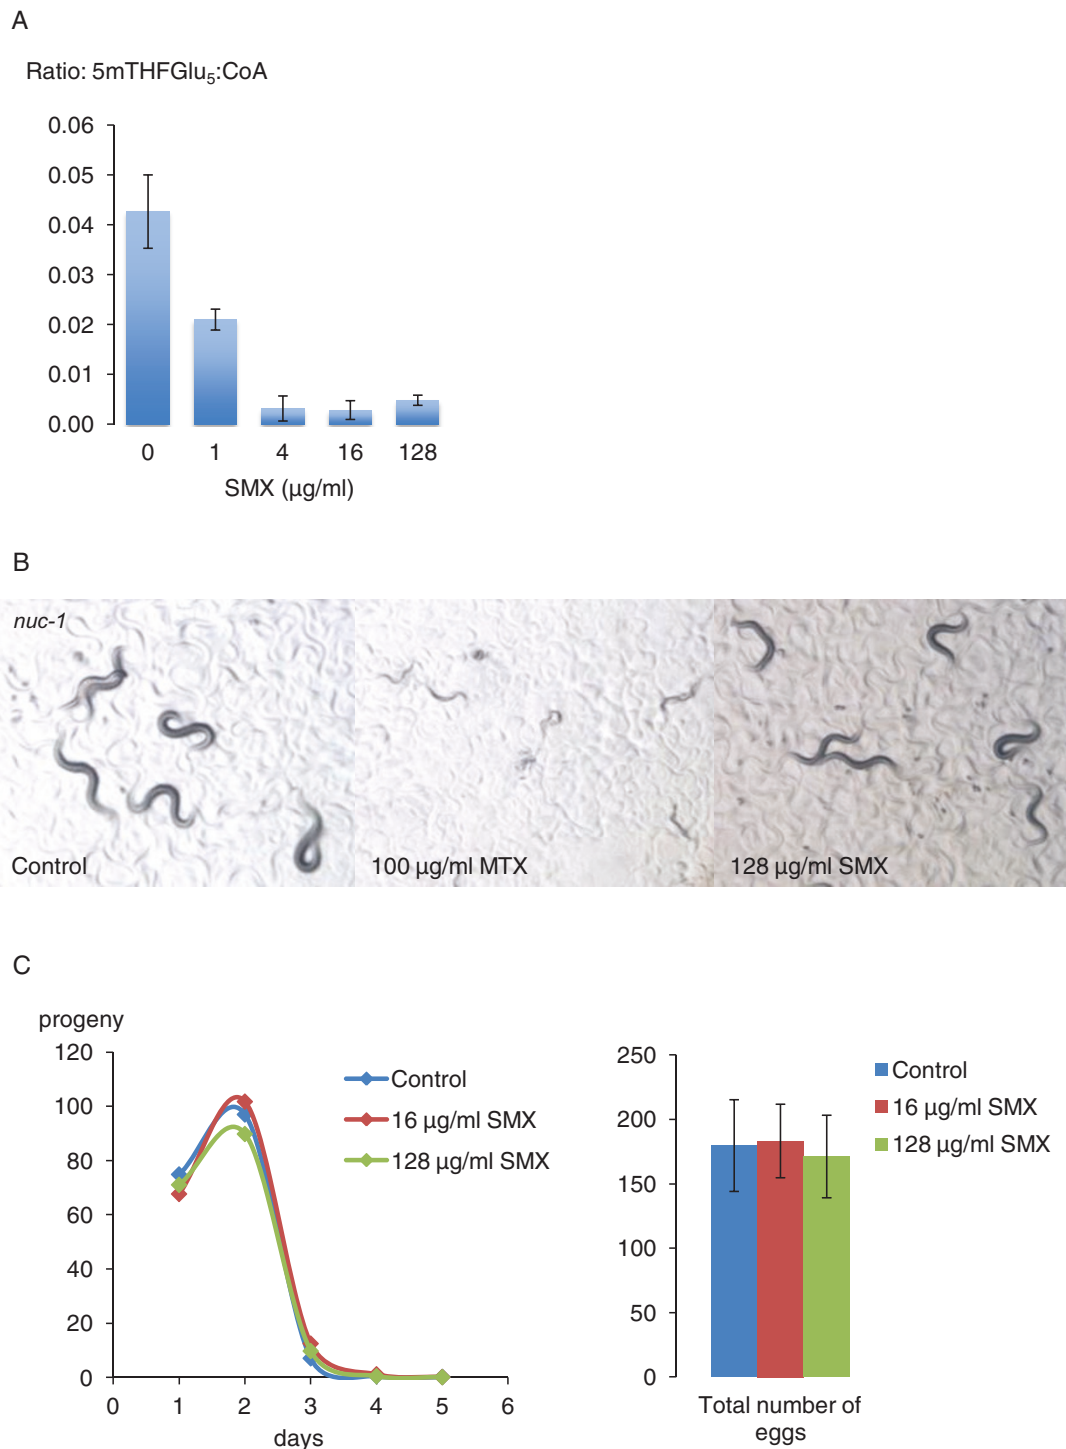 A
Ratio: 5mTHFGlu₅:CoA
0.06
0.05
0.04
0.03
0.02
0.01
0.00
0 1 4 16 128
SMX (µg/ml)
B
nuc-1
Control 100 µg/ml MTX 128 µg/ml SMX
C
progeny
120
100
80
60
40
20
0
0 1 2 3 4 5 6
days
Control
16 µg/ml SMX
128 µg/ml SMX
250
200
150
100
50
0
Total number of
eggs
Control
16 µg/ml SMX
128 µg/ml SMX